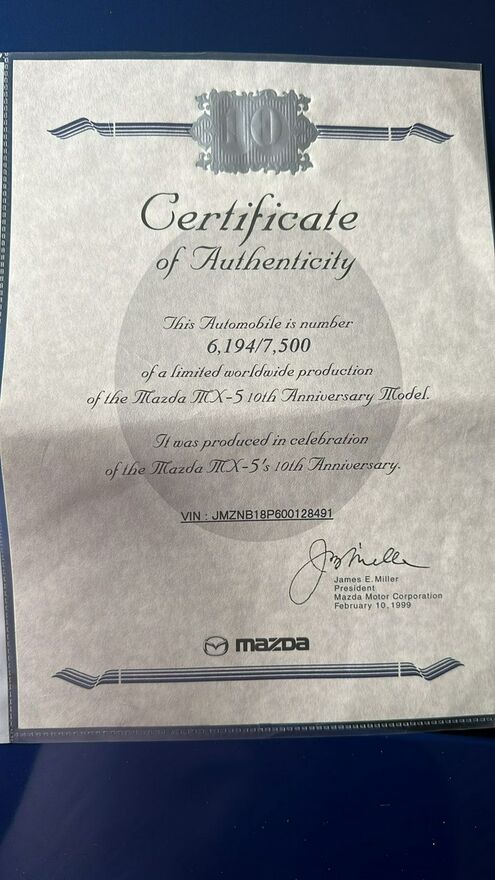 10
Certificate
of Authenticity
This Automobile is number
6,194/7,500
of a limited worldwide production
of the Mazda MX-5 10th Anniversary Model.
It was produced in celebration
of the Mazda MX-5's 10th Anniversary.
VIN : JMZNB18P600128491
James E. Miller
President
Mazda Motor Corporation
February 10, 1999
mazda